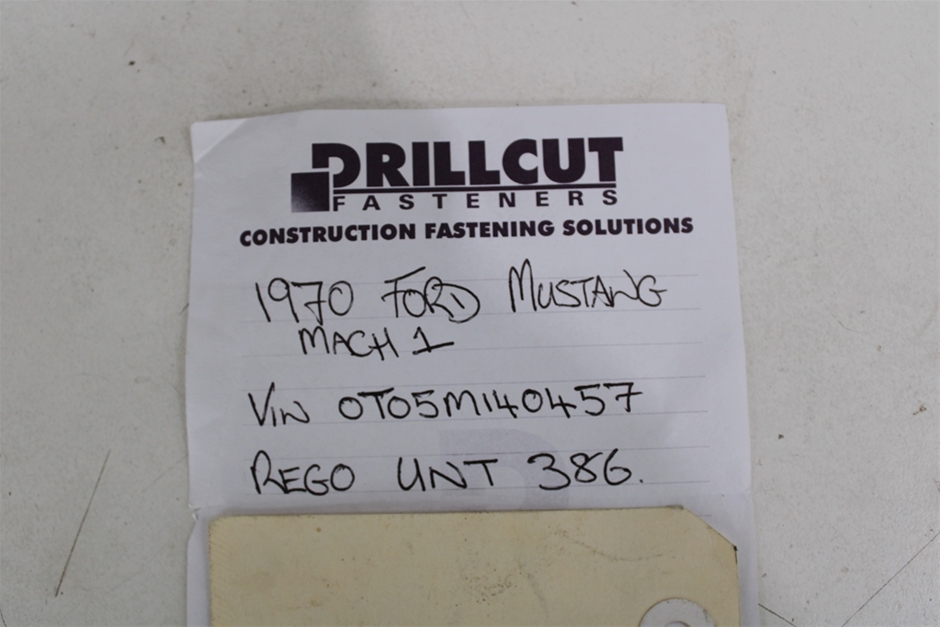 DRILLCUT
FASTENERS
CONSTRUCTION FASTENING SOLUTIONS
1970 FORD MUSTANG
MACH 1
VIN 0T05M140457
REGO UNT 386.